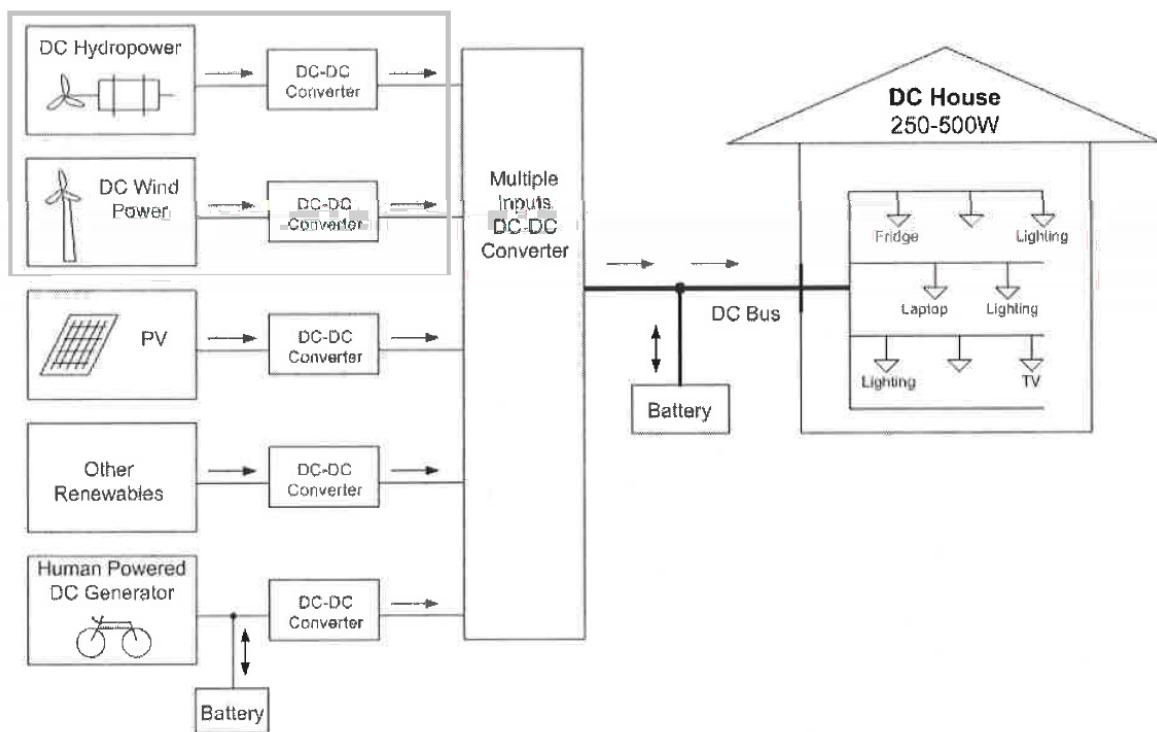 DC Hydropower
DC-DC
Converter
DC Wind
Power
DC-DC
Converter
PV
DC-DC
Converter
Other
Renewables
DC-DC
Converter
Human Powered
DC Generator
DC-DC
Converter
Battery
Multiple
Inputs
DC-DC
Converter
DC Bus
Battery
DC House
250-500W
Fridge
Lighting
Laptop
Lighting
Lighting
TV